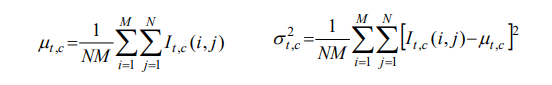 μ_{t,c} = \frac{1}{NM} \sum_{i=1}^{M} \sum_{j=1}^{N} I_{t,c}(i,j)    σ²_{t,c} = \frac{1}{NM} \sum_{i=1}^{M} \sum_{j=1}^{N} [I_{t,c}(i,j) − μ_{t,c}]²